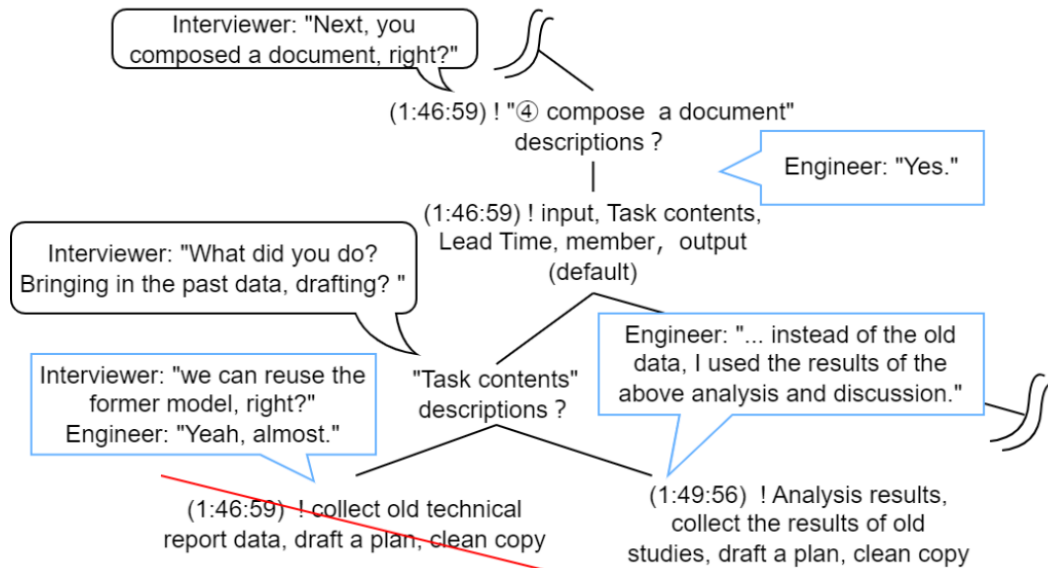 Interviewer: "Next, you
composed a document, right?"
(1:46:59) ! "④ compose a document"
descriptions ?
Engineer: "Yes."
(1:46:59) ! input, Task contents,
Lead Time, member, output
(default)
Interviewer: "What did you do?
Bringing in the past data, drafting? "
Engineer: "... instead of the old
data, I used the results of the
above analysis and discussion."
Interviewer: "we can reuse the
former model, right?"
Engineer: "Yeah, almost."
"Task contents"
descriptions ?
(1:46:59) ! collect old technical
report data, draft a plan, clean copy
(1:49:56) ! Analysis results,
collect the results of old
studies, draft a plan, clean copy